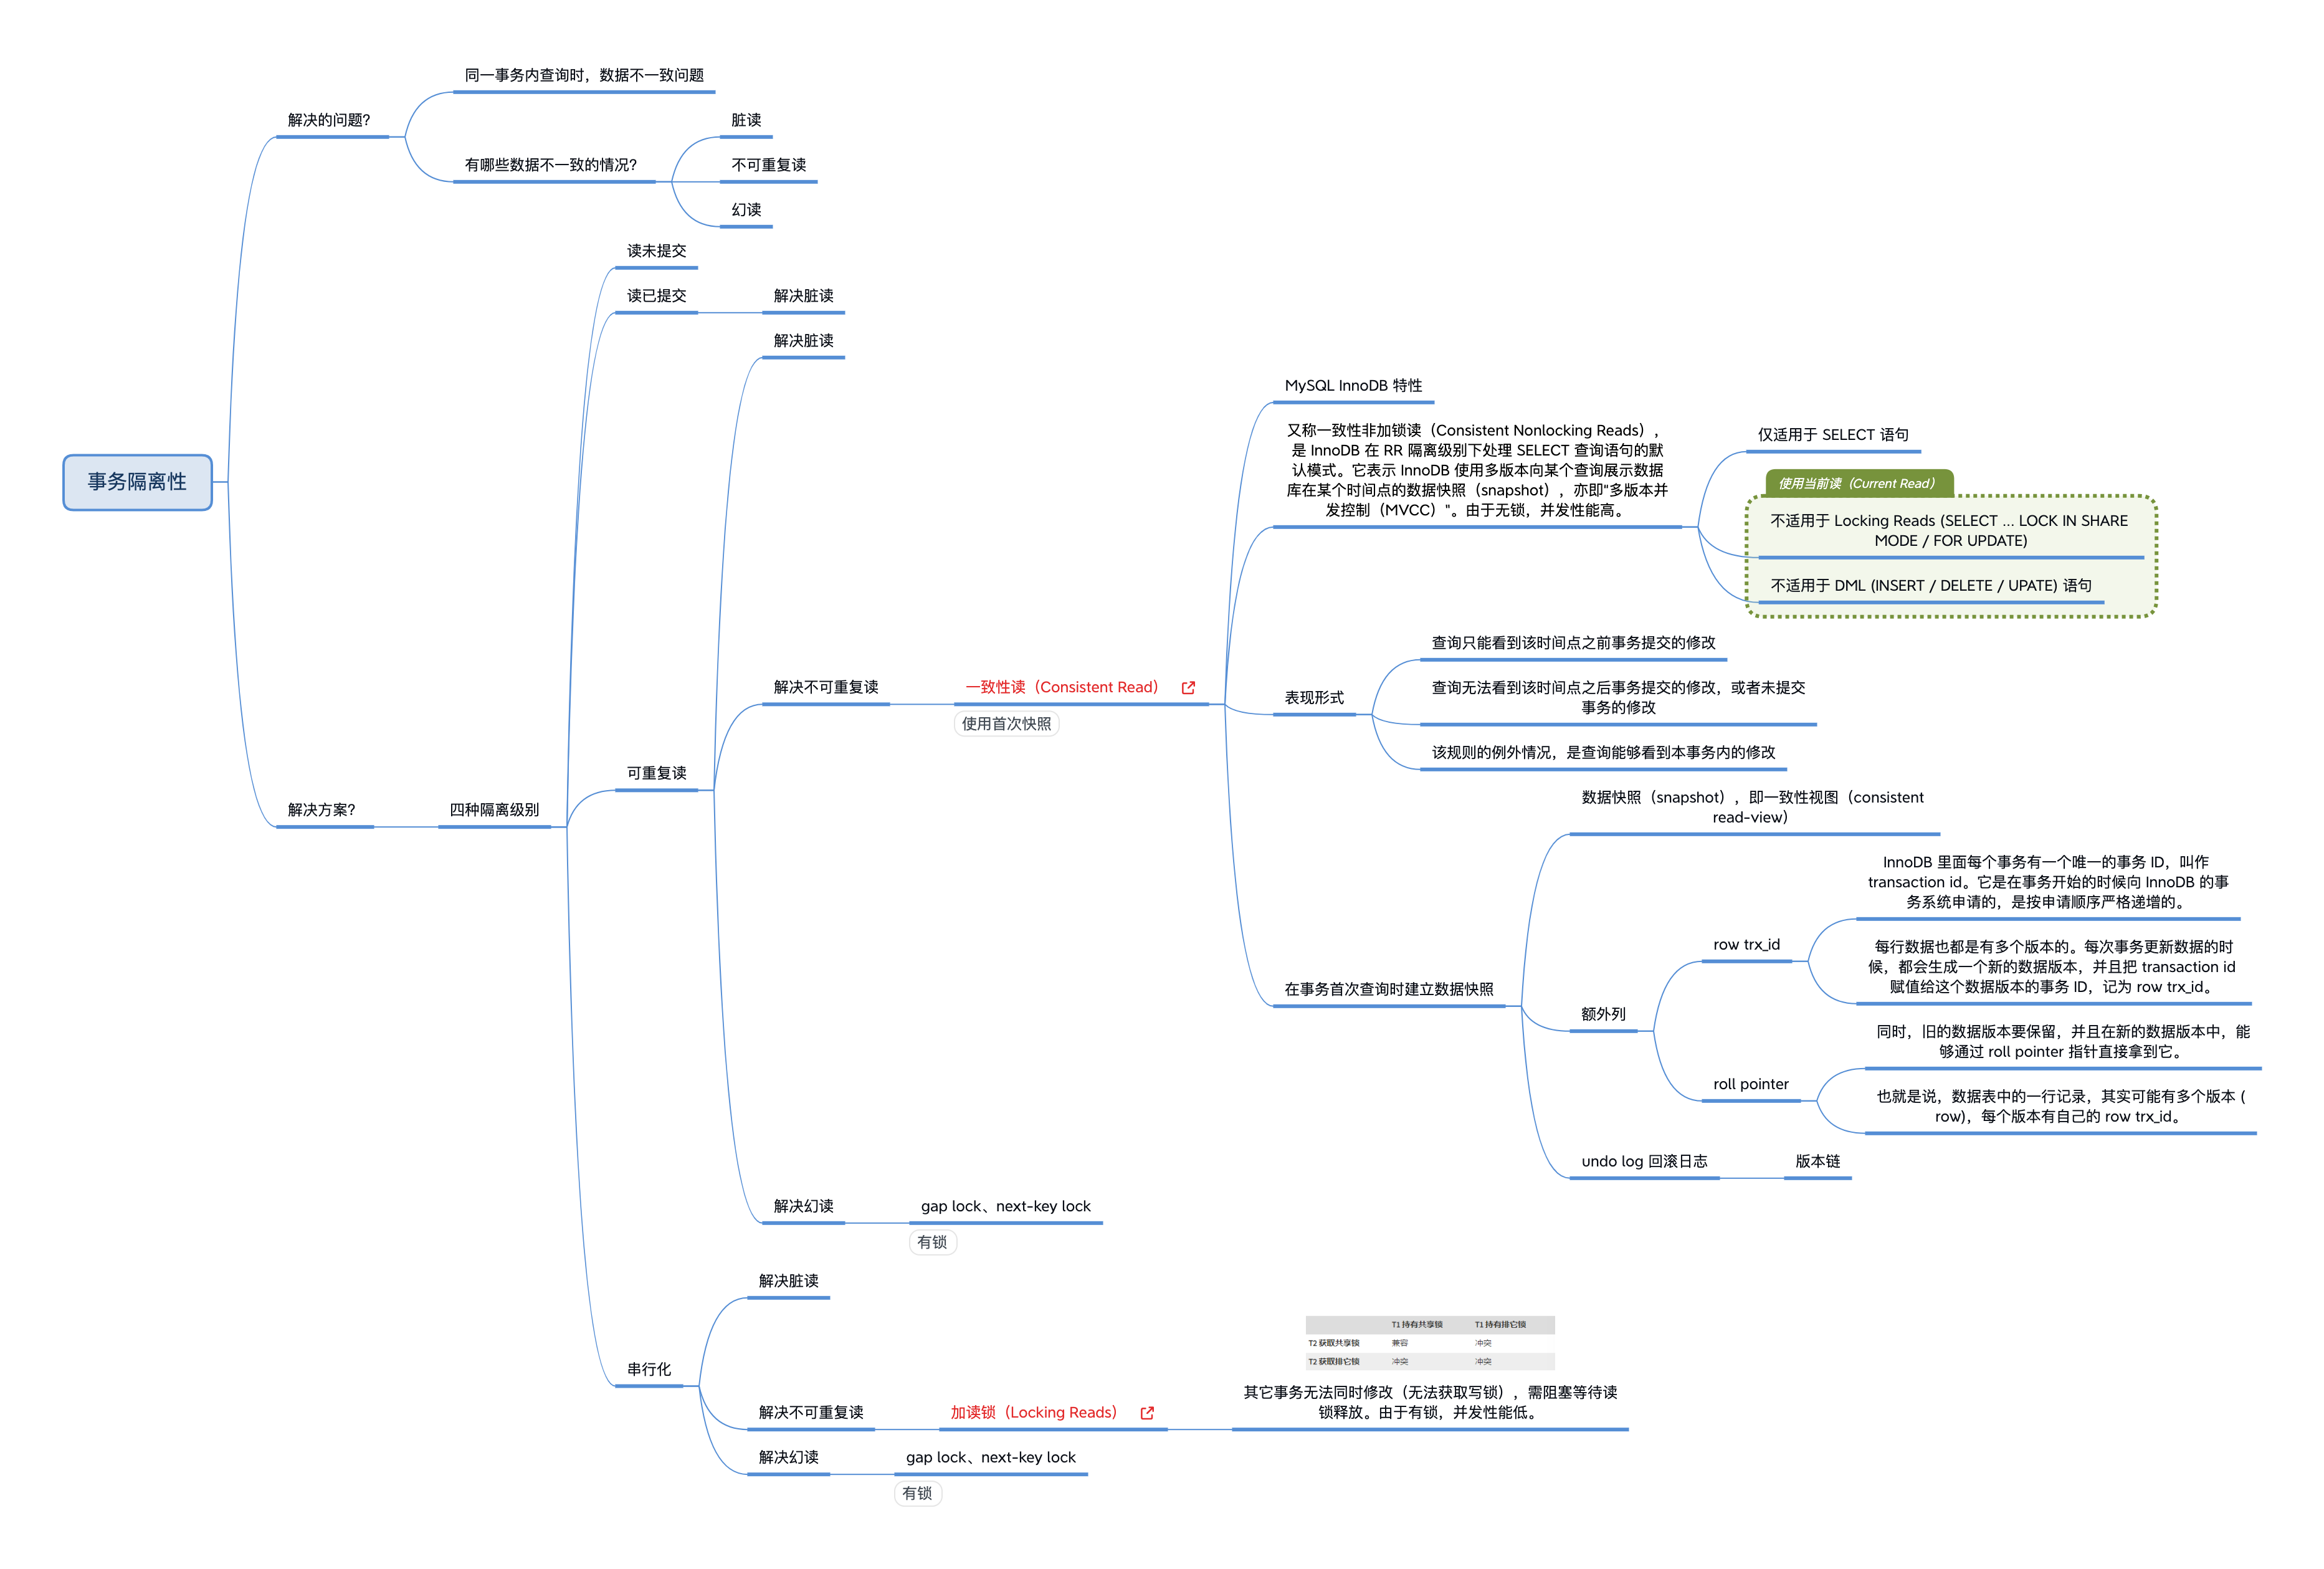 事务隔离性
解决的问题?
同一事务内查询时，数据不一致问题
有哪些数据不一致的情况?
脏读
不可重复读
幻读
解决方案?
四种隔离级别
读未提交
读已提交
解决脏读
可重复读
解决脏读
解决不可重复读
一致性读（Consistent Read）
使用首次快照
MySQL InnoDB 特性
又称一致性非加锁读（Consistent Nonlocking Reads），
是 InnoDB 在 RR 隔离级别下处理 SELECT 查询语句的默
认模式。它表示 InnoDB 使用多版本向某个查询展示数据
库在某个时间点的数据快照（snapshot），亦即"多版本并
发控制（MVCC）"。由于无锁，并发性能高。
仅适用于 SELECT 语句
使用当前读（Current Read）
不适用于 Locking Reads (SELECT ... LOCK IN SHARE
MODE / FOR UPDATE)
不适用于 DML (INSERT / DELETE / UPATE) 语句
表现形式
查询只能看到该时间点之前事务提交的修改
查询无法看到该时间点之后事务提交的修改，或者未提交
事务的修改
该规则的例外情况，是查询能够看到本事务内的修改
在事务首次查询时建立数据快照
数据快照（snapshot），即一致性视图（consistent
read-view)
额外列
row trx_id
InnoDB 里面每个事务有一个唯一的事务 ID，叫作
transaction id。它是在事务开始的时候向 InnoDB 的事
务系统申请的，是按申请顺序严格递增的。
每行数据也都是有多个版本的。每次事务更新数据的时
候，都会生成一个新的数据版本，并且把 transaction id
赋值给这个数据版本的事务 ID，记为 row trx_id。
roll pointer
同时，旧的数据版本要保留，并且在新的数据版本中，能
够通过 roll pointer 指针直接拿到它。
也就是说，数据表中的一行记录，其实可能有多个版本 (
row)，每个版本有自己的 row trx_id。
undo log 回滚日志
版本链
解决幻读
gap lock、next-key lock
有锁
串行化
解决脏读
解决不可重复读
加读锁（Locking Reads）
T1 持有共享锁 T1 持有排它锁
T2 获取共享锁 兼容 冲突
T2 获取排它锁 冲突 冲突
其它事务无法同时修改（无法获取写锁），需阻塞等待读
锁释放。由于有锁，并发性能低。
解决幻读
gap lock、next-key lock
有锁